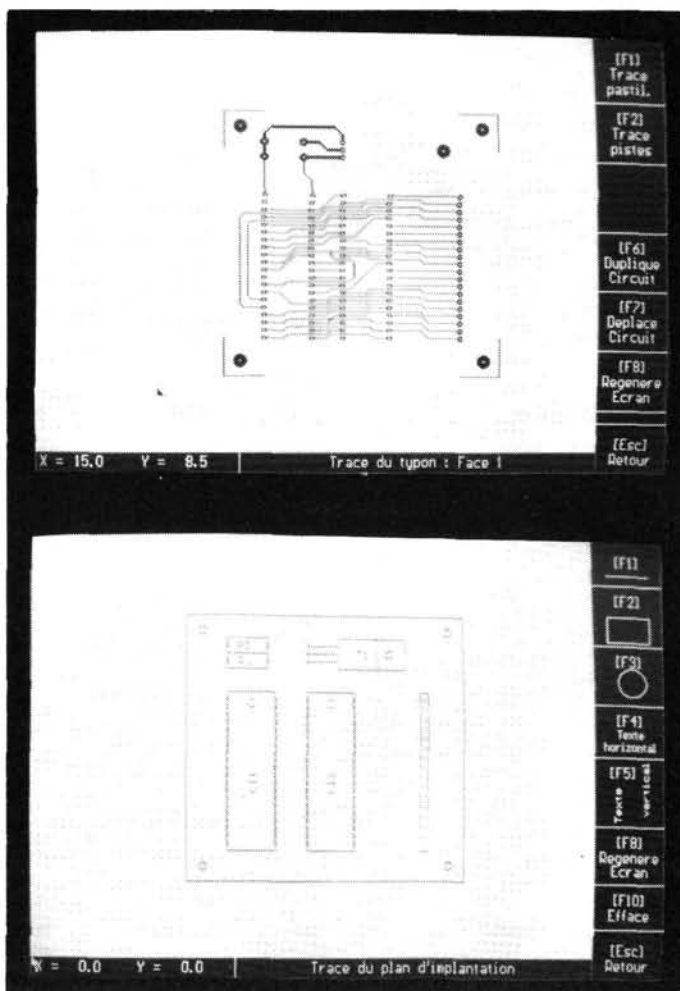 [F1]
Trace
pastil.
[F2]
Trace
pistes
[F6]
Duplique
Circuit
[F7]
Deplace
Circuit
[F8]
Regenere
Ecran
[Esc]
Retour
X = 15.0 Y = 8.5 Trace du typon : Face 1
[F1]
[F2]
[F3]
[F4]
Texte
horizontal
[F5]
Texte
vertical
[F8]
Regenere
Ecran
[F10]
Efface
[Esc]
Retour
X = 0.0 Y = 0.0 Trace du plan d'implantation